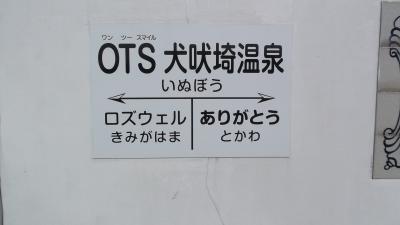 ワン ツー スマイル
OTS 犬吠埼温泉
いぬぼう
ロズウェル ありがとう
きみがはま とかわ